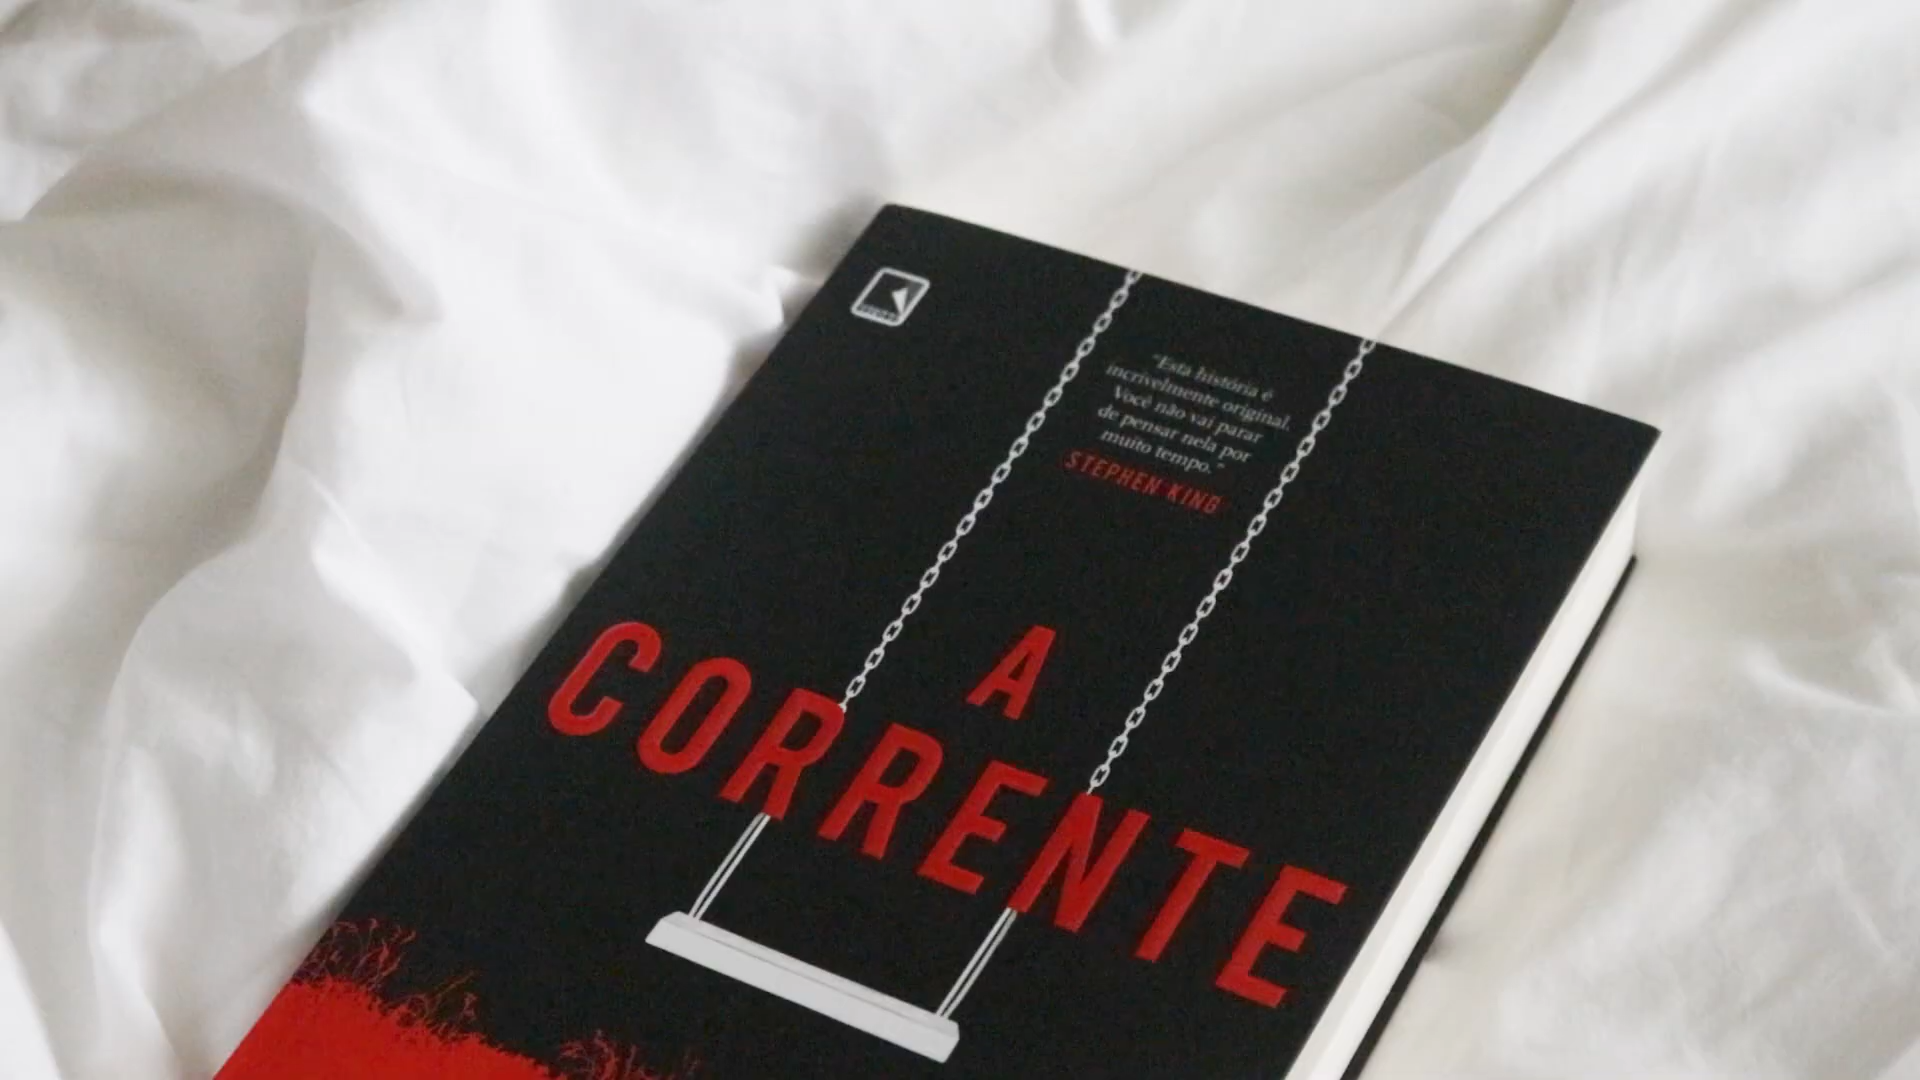 "Esta história é
incrivelmente original.
Você não vai parar
de pensar nela por
muito tempo."
STEPHEN KING
A
CORRENTE